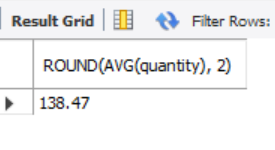 Result Grid Filter Rows:
ROUND(AVG(quantity), 2)
138.47